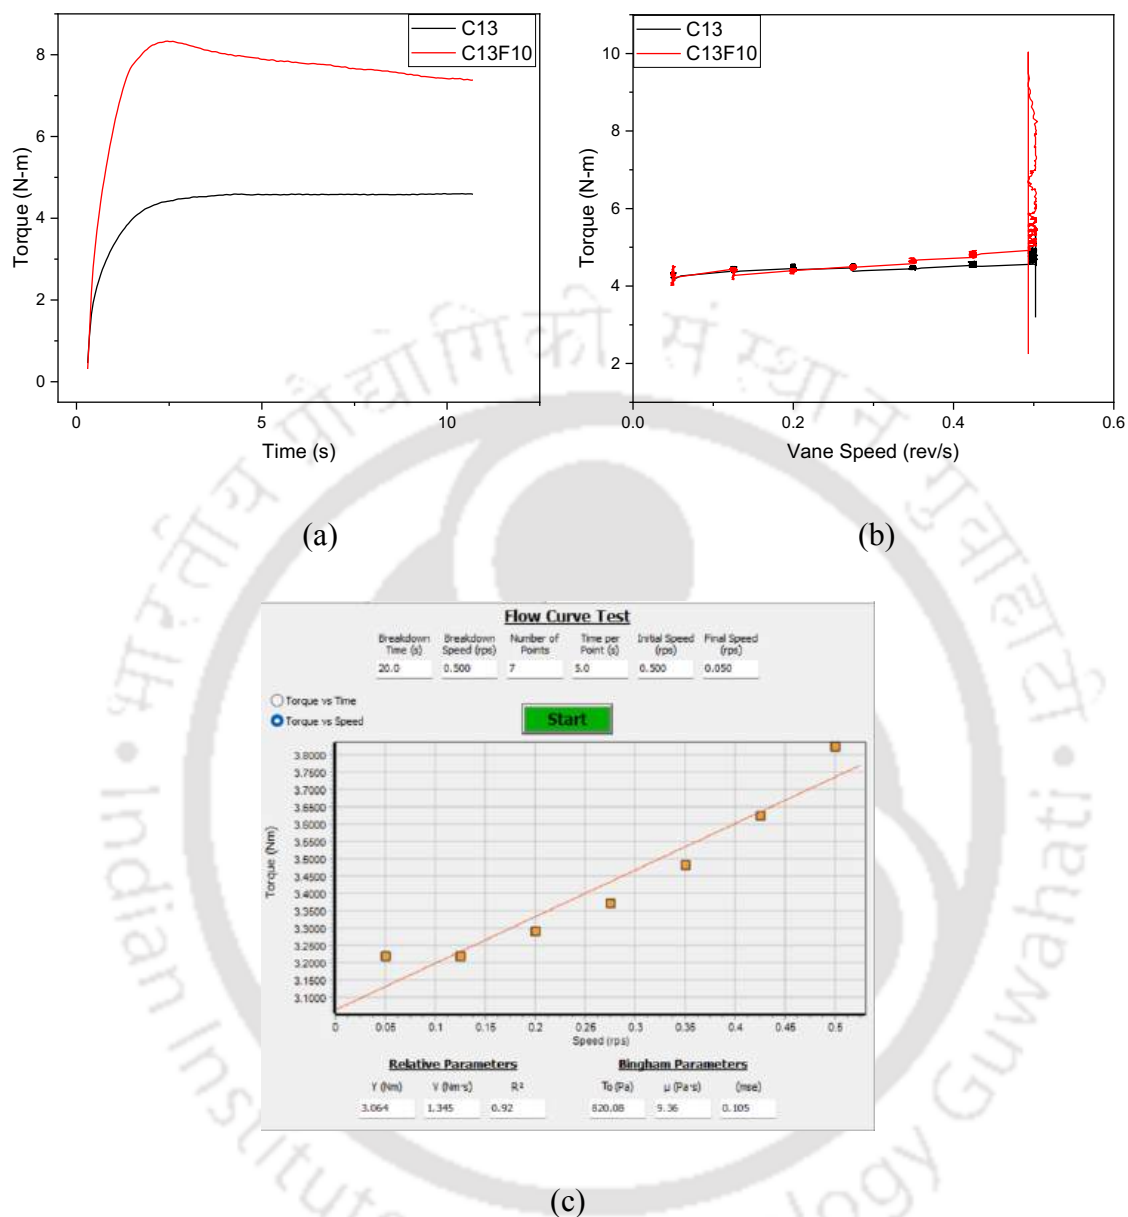 C13
C13F10
8
6
4
2
0
Torque (N-m)
0
5
10
Time (s)
(a)
C13
C13F10
10
8
6
4
2
Torque (N-m)
0.0
0.2
0.4
0.6
Vane Speed (rev/s)
(b)
Flow Curve Test
Breakdown Time (s)
Breakdown Speed (rps)
Number of Points
Time per Point (s)
Initial Speed (rps)
Final Speed (rps)
20.0
0.500
7
5.0
0.500
0.050
Torque vs Time
Torque vs Speed
Start
3.8000
3.7500
3.7000
3.6500
3.6000
3.5500
3.5000
3.4500
3.4000
3.3500
3.3000
3.2500
3.2000
3.1500
3.1000
Torque (Nm)
0
0.05
0.1
0.15
0.2
0.25
0.3
0.35
0.4
0.45
0.5
Speed (rps)
Relative Parameters
Y (Nm)
V (Nm·s)
R²
3.064
1.345
0.92
Bingham Parameters
To (Pa)
μ (Pa·s)
(mse)
820.08
9.36
0.105
(c)
भारतीय प्रौद्योगिकी संस्थान गुवाहाटी
Indian Institute of Technology Guwahati